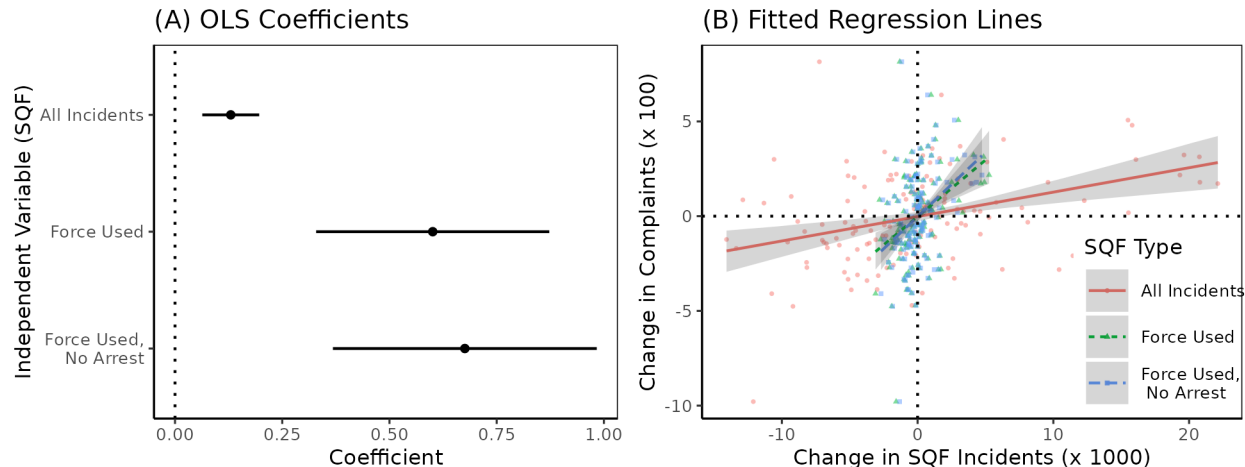 (A) OLS Coefficients
Independent Variable (SQF)
All Incidents
Force Used
Force Used,
No Arrest
0.00 0.25 0.50 0.75 1.00
Coefficient
(B) Fitted Regression Lines
Change in Complaints (x 100)
5
0
-5
-10
SQF Type
All Incidents
Force Used
Force Used,
No Arrest
-10 0 10 20
Change in SQF Incidents (x 1000)